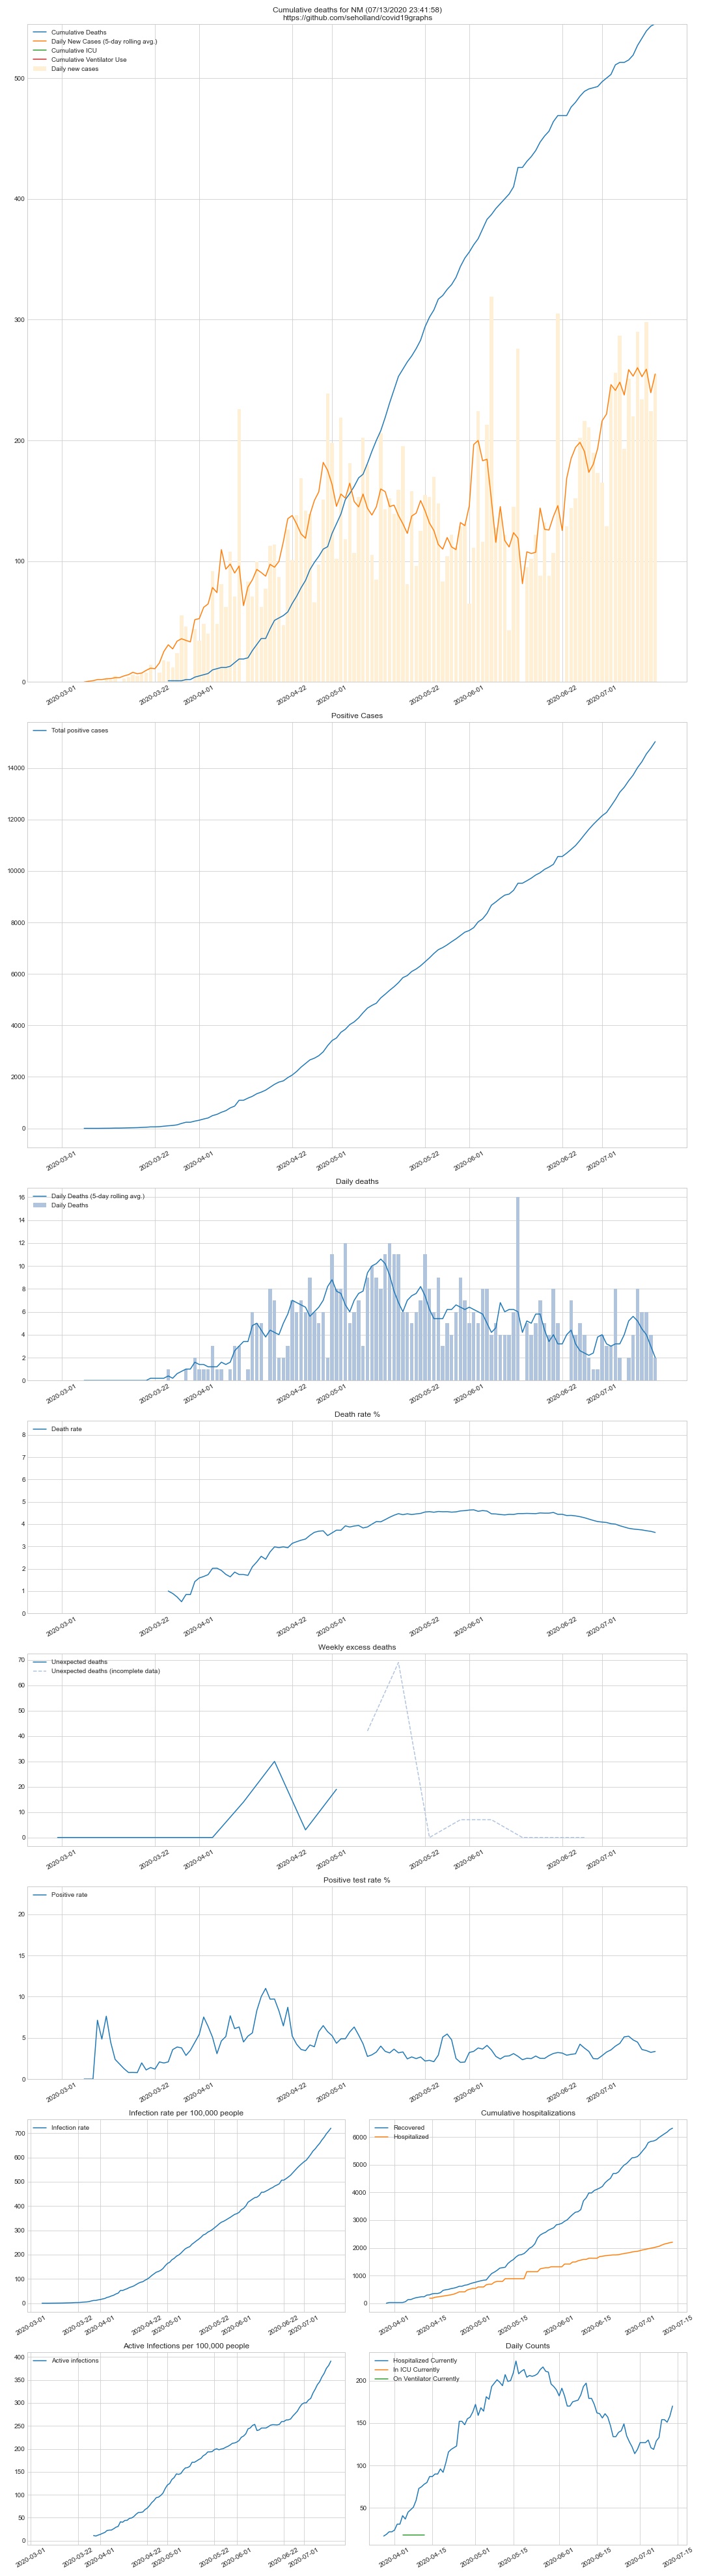 Cumulative deaths for NM (07/13/2020 23:41:58)
https://github.com/seholland/covid19graphs
Cumulative Deaths
Daily New Cases (5-day rolling avg.)
Cumulative ICU
Cumulative Ventilator Use
Daily new cases
500
400
300
200
100
0
2020-03-01 2020-03-22 2020-04-01 2020-04-22 2020-05-01 2020-05-22 2020-06-01 2020-06-22 2020-07-01
Positive Cases
Total positive cases
14000
12000
10000
8000
6000
4000
2000
0
2020-03-01 2020-03-22 2020-04-01 2020-04-22 2020-05-01 2020-05-22 2020-06-01 2020-06-22 2020-07-01
Daily deaths
Daily Deaths (5-day rolling avg.)
Daily Deaths
16
14
12
10
8
6
4
2
0
2020-03-01 2020-03-22 2020-04-01 2020-04-22 2020-05-01 2020-05-22 2020-06-01 2020-06-22 2020-07-01
Death rate %
Death rate
8
7
6
5
4
3
2
1
0
2020-03-01 2020-03-22 2020-04-01 2020-04-22 2020-05-01 2020-05-22 2020-06-01 2020-06-22 2020-07-01
Weekly excess deaths
Unexpected deaths
Unexpected deaths (incomplete data)
70
60
50
40
30
20
10
0
2020-03-01 2020-03-22 2020-04-01 2020-04-22 2020-05-01 2020-05-22 2020-06-01 2020-06-22 2020-07-01
Positive test rate %
Positive rate
20
15
10
5
0
2020-03-01 2020-03-22 2020-04-01 2020-04-22 2020-05-01 2020-05-22 2020-06-01 2020-06-22 2020-07-01
Infection rate per 100,000 people
Infection rate
700
600
500
400
300
200
100
0
2020-03-01 2020-03-22 2020-04-01 2020-04-22 2020-05-01 2020-05-22 2020-06-01 2020-06-22 2020-07-01
Cumulative hospitalizations
Recovered
Hospitalized
6000
5000
4000
3000
2000
1000
0
2020-04-01 2020-04-15 2020-05-01 2020-05-15 2020-06-01 2020-06-15 2020-07-01 2020-07-15
Active Infections per 100,000 people
Active infections
400
350
300
250
200
150
100
50
0
2020-03-01 2020-03-22 2020-04-01 2020-04-22 2020-05-01 2020-05-22 2020-06-01 2020-06-22 2020-07-01
Daily Counts
Hospitalized Currently
In ICU Currently
On Ventilator Currently
200
150
100
50
2020-04-01 2020-04-15 2020-05-01 2020-05-15 2020-06-01 2020-06-15 2020-07-01 2020-07-15